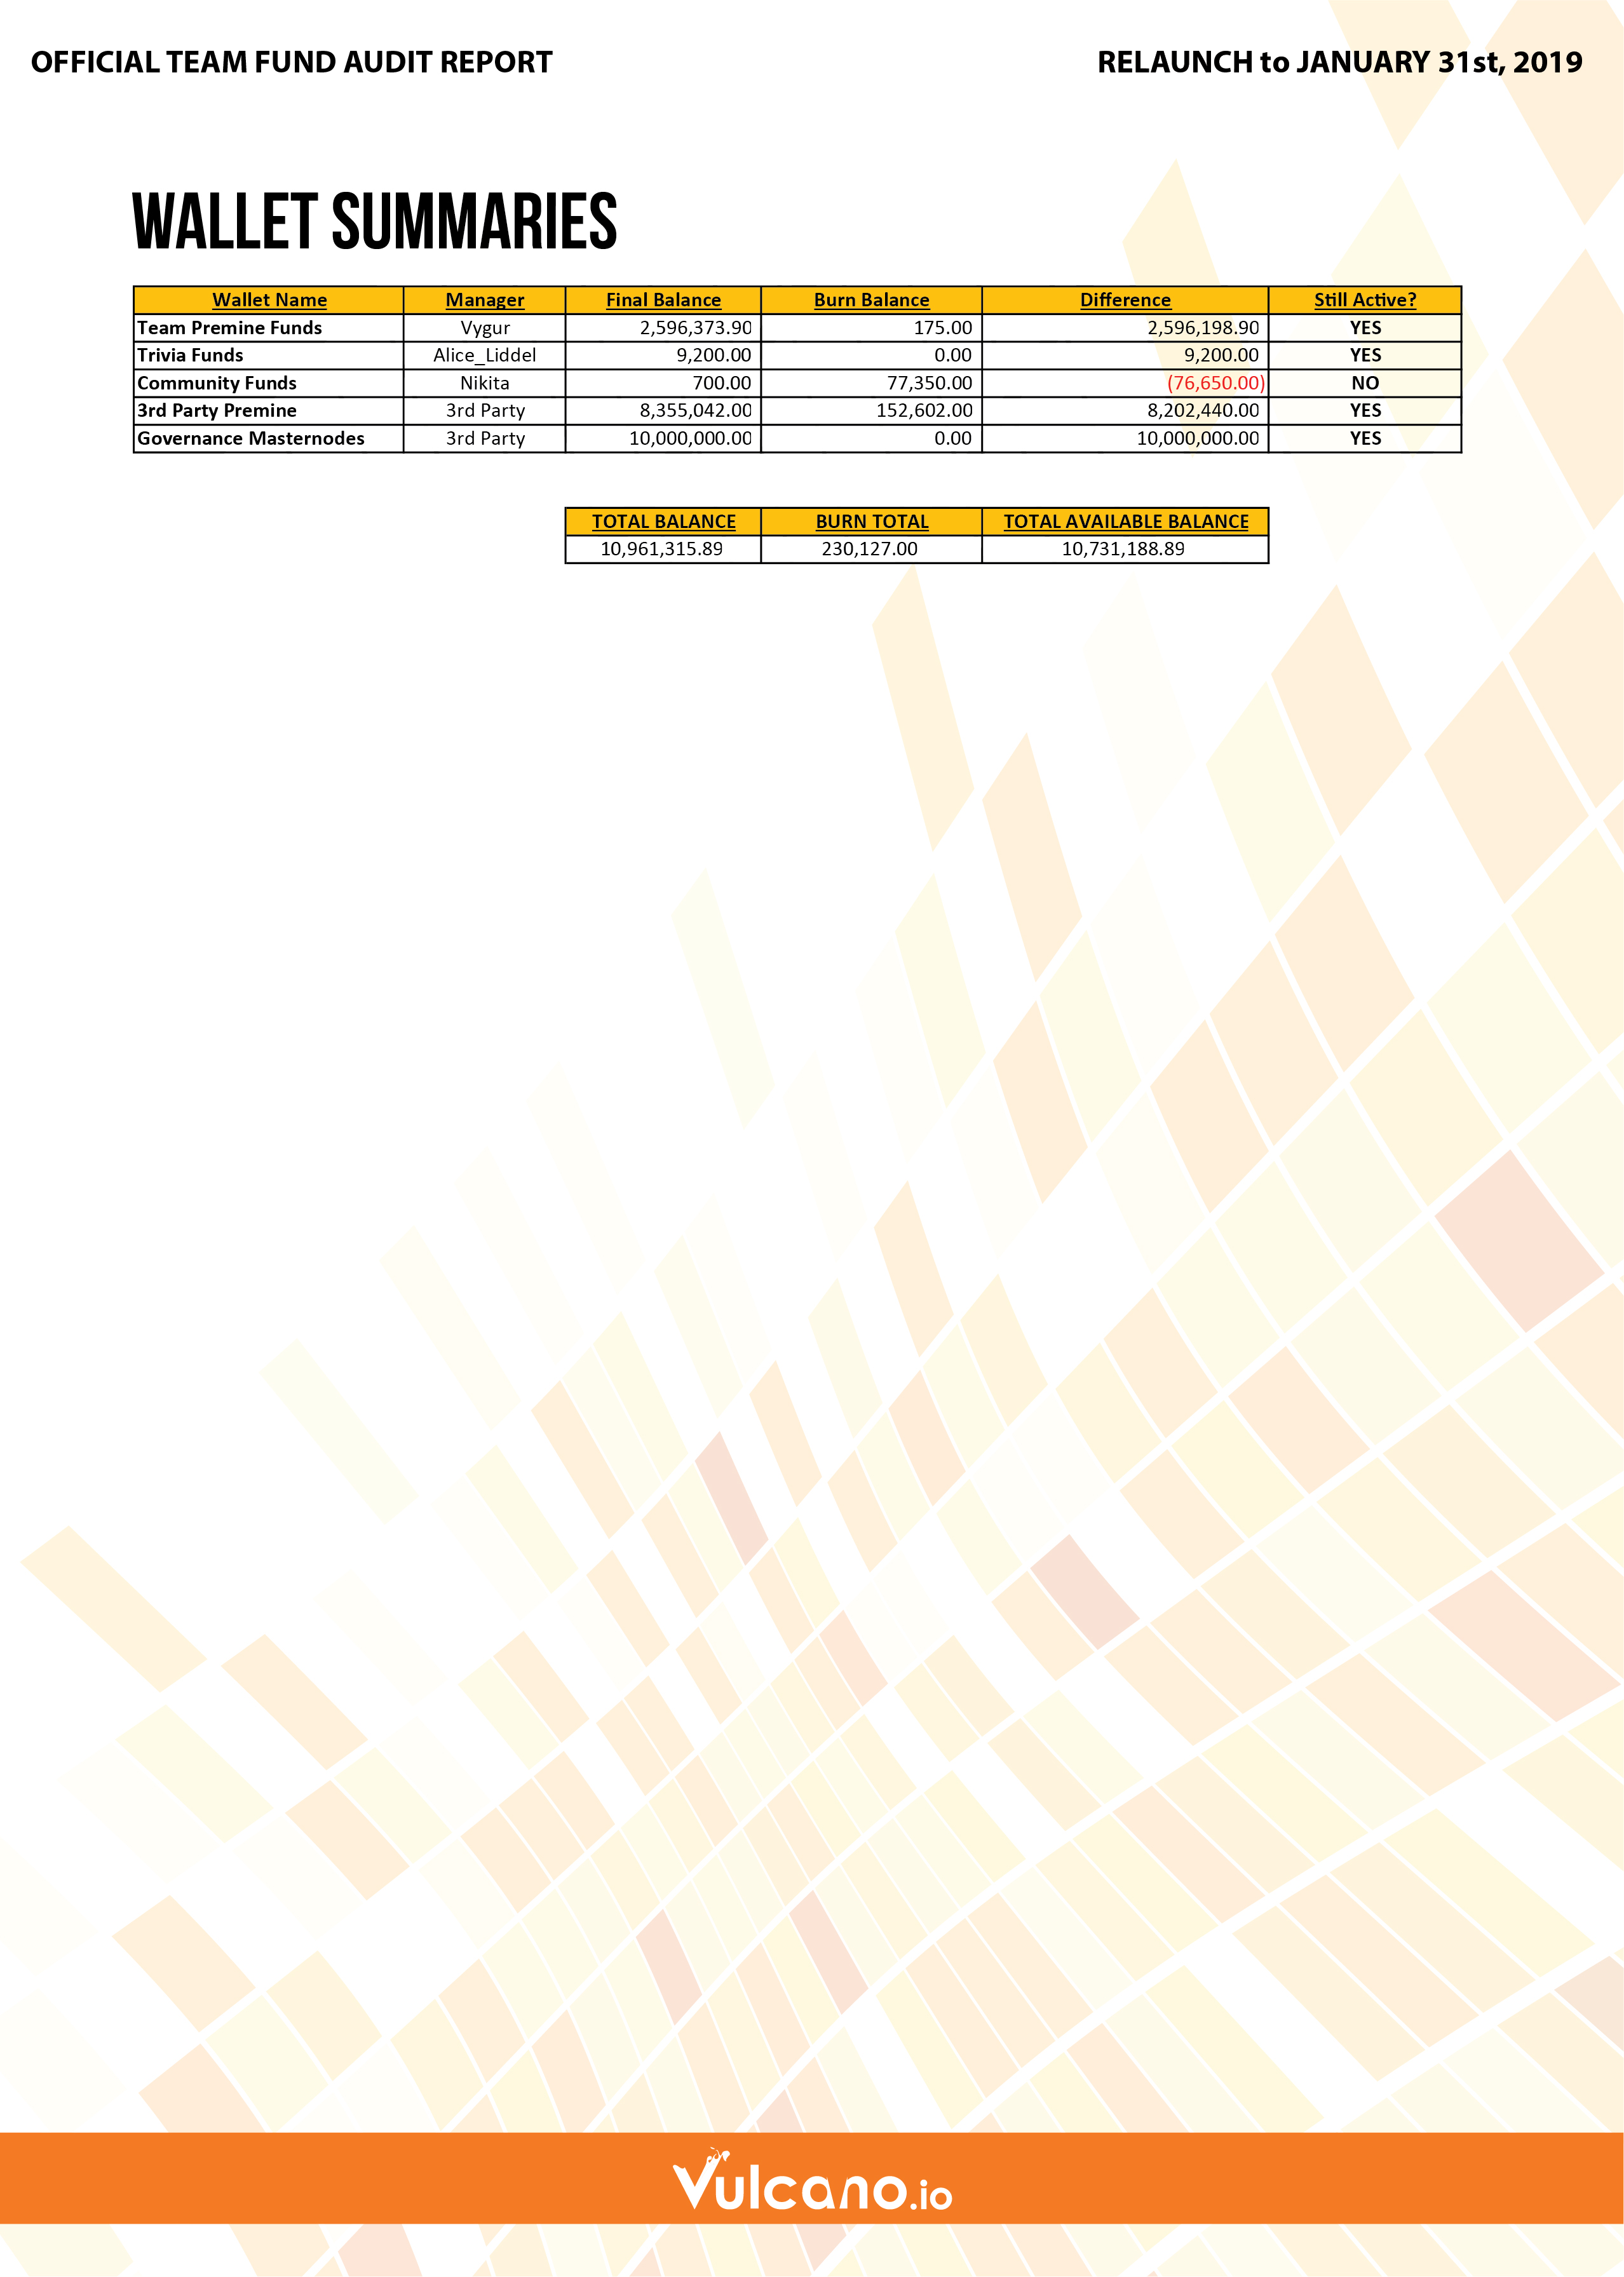 OFFICIAL TEAM FUND AUDIT REPORT RELAUNCH to JANUARY 31st, 2019
WALLET SUMMARIES
Wallet Name Manager Final Balance Burn Balance Difference Still Active?
Team Premine Funds Vygur 2,596,373.90 175.00 2,596,198.90 YES
Trivia Funds Alice_Liddel 9,200.00 0.00 9,200.00 YES
Community Funds Nikita 700.00 77,350.00 (76,650.00) NO
3rd Party Premine 3rd Party 8,355,042.00 152,602.00 8,202,440.00 YES
Governance Masternodes 3rd Party 10,000,000.00 0.00 10,000,000.00 YES
TOTAL BALANCE BURN TOTAL TOTAL AVAILABLE BALANCE
10,961,315.89 230,127.00 10,731,188.89
Vulcano.io